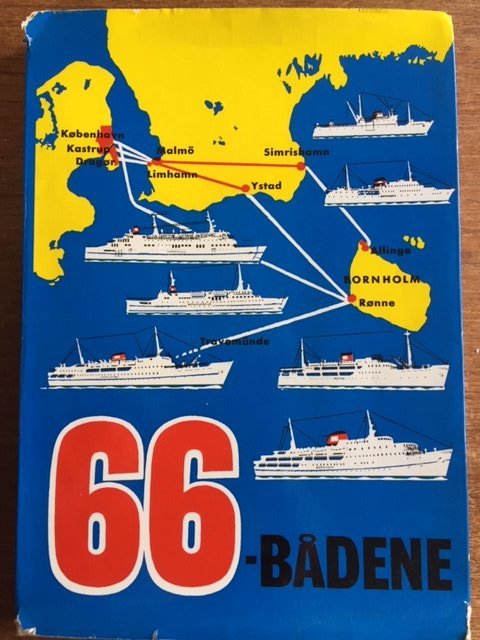 København
Kastrup
Dragør
Malmö
Limhamn
Simrishamn
Ystad
Allinge
BORNHOLM
Rønne
Travemünde
66-BÅDENE